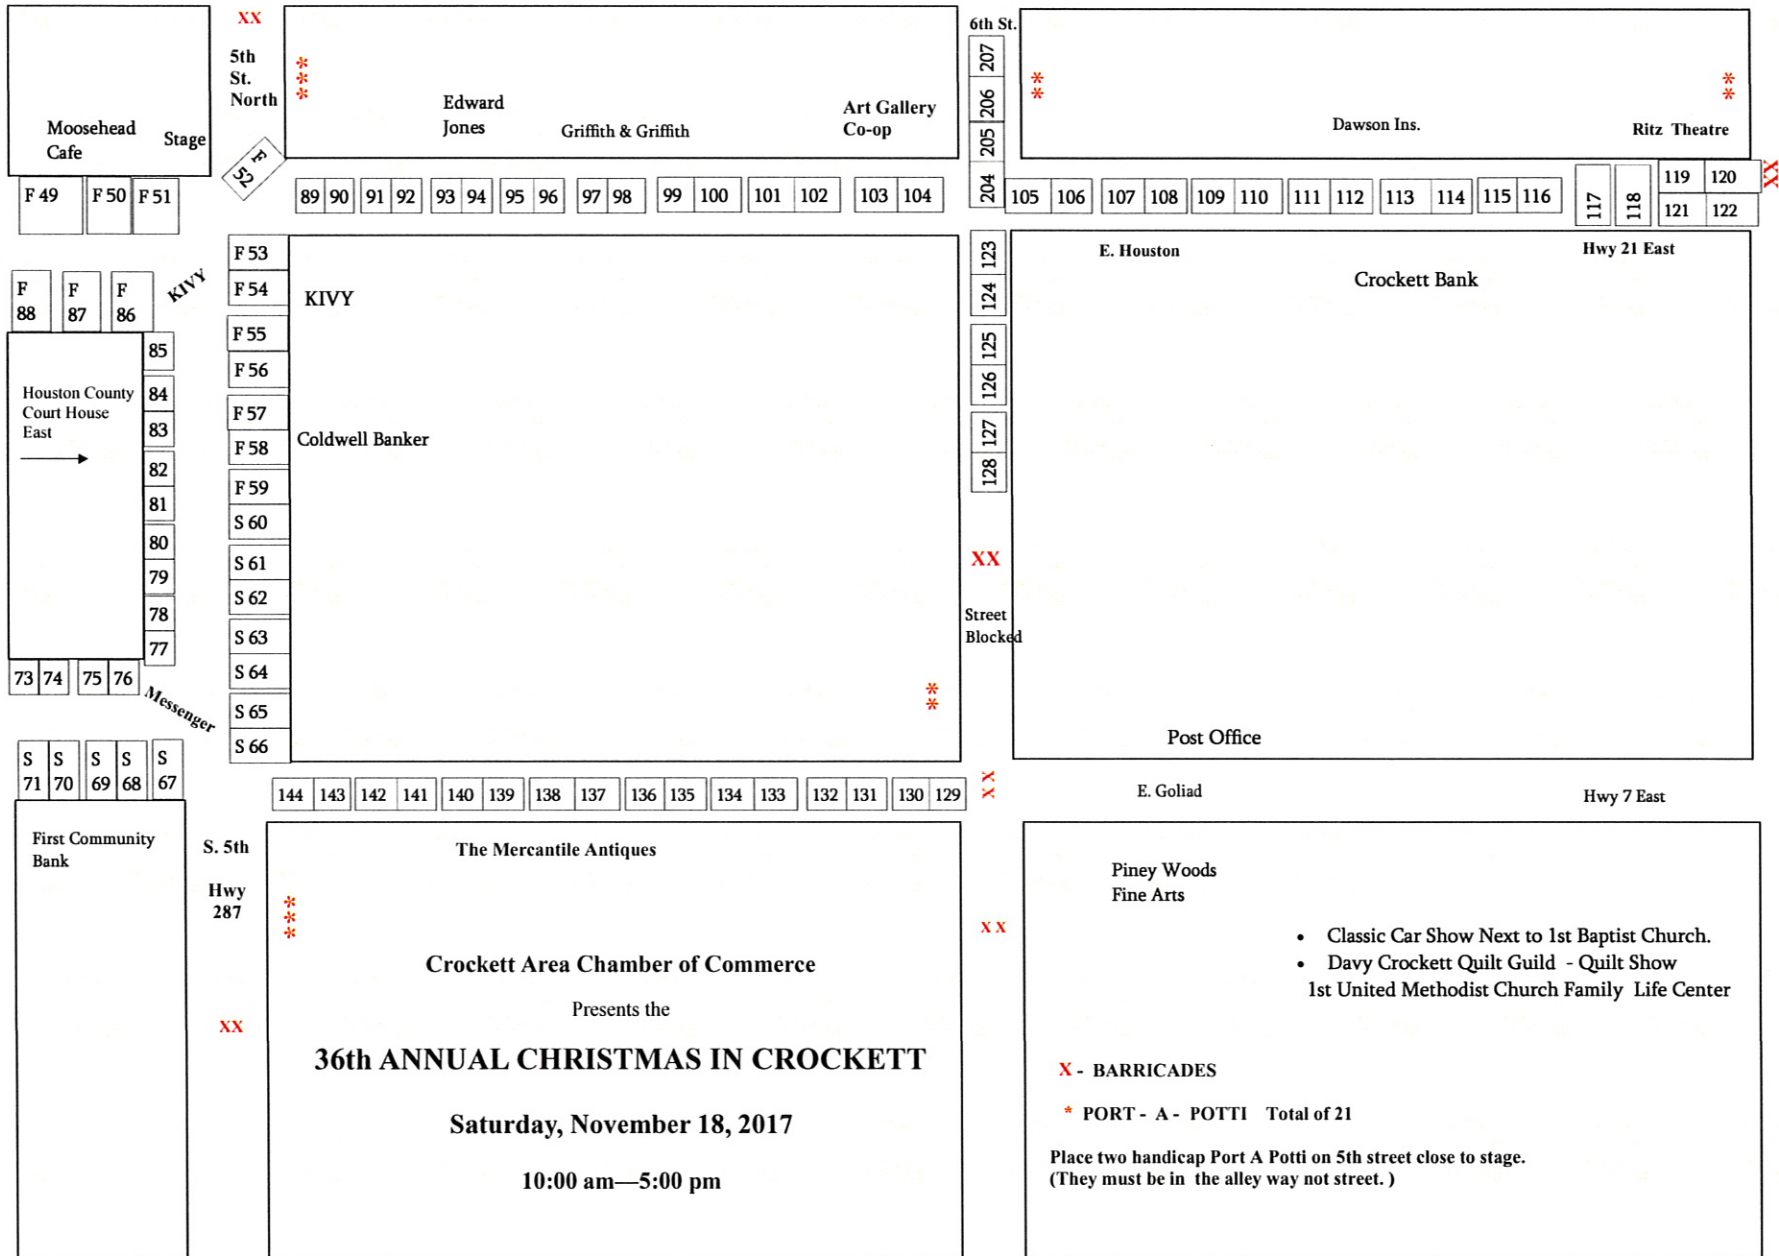 XX
5th
St.
North
***
Moosehead
Cafe
Stage
Edward
Jones
Griffith & Griffith
Art Gallery
Co-op
6th St.
207
206
205
204
**
Dawson Ins.
**
Ritz Theatre
XX
F 49
F 50
F 51
F
52
89 90 91 92 93 94 95 96 97 98 99 100 101 102 103 104
105 106 107 108 109 110 111 112 113 114 115 116
117
118
119 120
121 122
F 53
F 54
F 55
F 56
F 57
F 58
F 59
S 60
S 61
S 62
S 63
S 64
S 65
S 66
KIVY
F
88
F
87
F
86
85
84
83
82
81
80
79
78
77
Houston County
Court House
East
73 74 75 76
Messenger
KIVY
Coldwell Banker
**
123
124
125
126
127
128
XX
Street
Blocked
E. Houston
Hwy 21 East
Crockett Bank
Post Office
S
71
S
70
S
69
S
68
S
67
144 143 142 141 140 139 138 137 136 135 134 133 132 131 130 129
XX
E. Goliad
Hwy 7 East
First Community
Bank
S. 5th
Hwy
287
XX
The Mercantile Antiques
***
Crockett Area Chamber of Commerce
Presents the
36th ANNUAL CHRISTMAS IN CROCKETT
Saturday, November 18, 2017
10:00 am—5:00 pm
X X
Piney Woods
Fine Arts
• Classic Car Show Next to 1st Baptist Church.
• Davy Crockett Quilt Guild - Quilt Show
1st United Methodist Church Family Life Center
X - BARRICADES
* PORT - A - POTTI Total of 21
Place two handicap Port A Potti on 5th street close to stage.
(They must be in the alley way not street. )